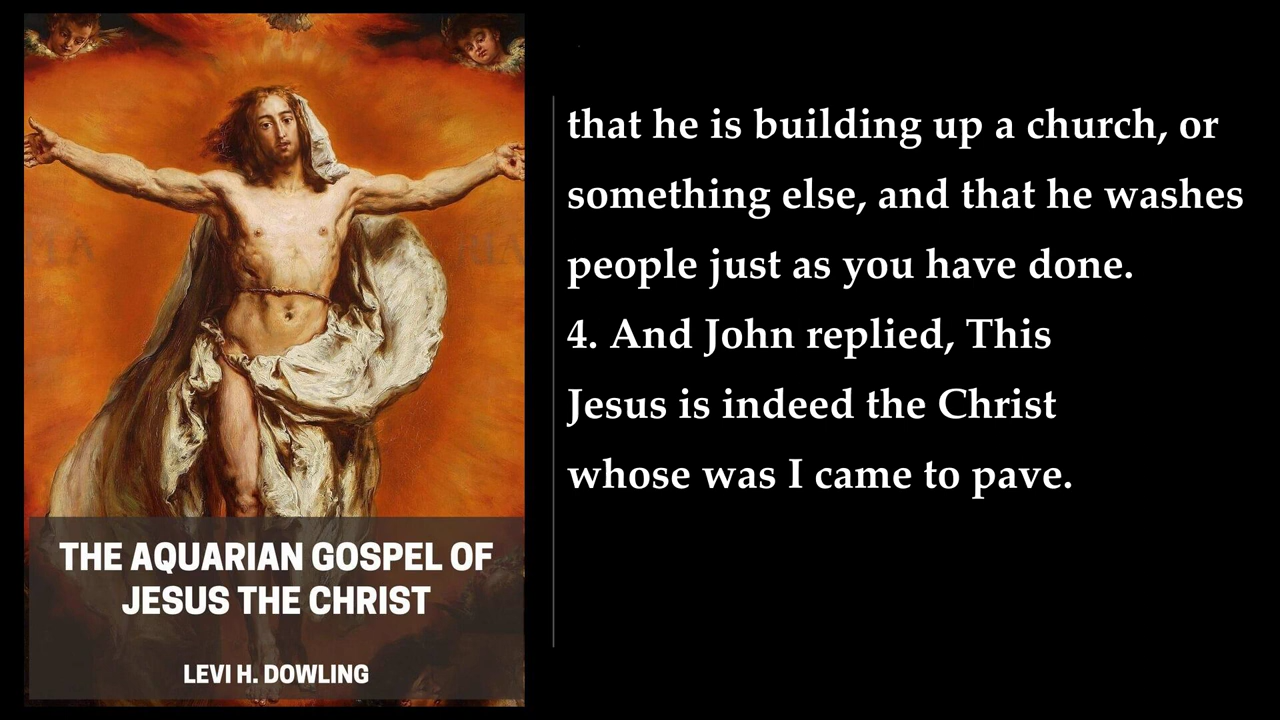 THE AQUARIAN GOSPEL OF
JESUS THE CHRIST
LEVI H. DOWLING
that he is building up a church, or
something else, and that he washes
people just as you have done.
4. And John replied, This
Jesus is indeed the Christ
whose was I came to pave.